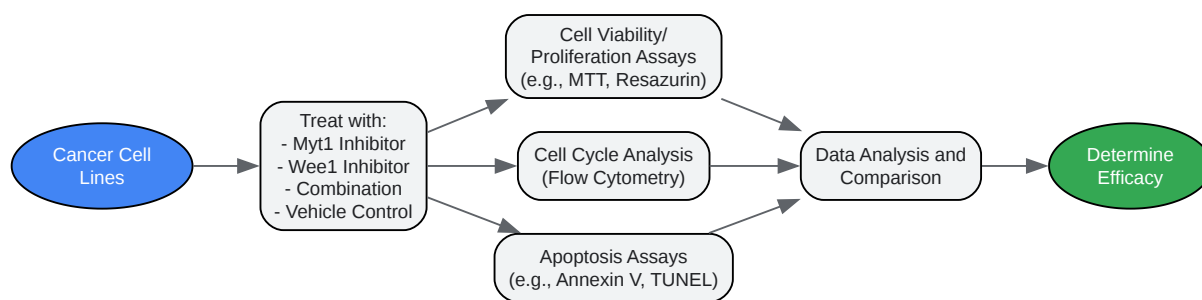 Cancer Cell
Lines
Treat with:
- Myt1 Inhibitor
- Wee1 Inhibitor
- Combination
- Vehicle Control
Cell Viability/
Proliferation Assays
(e.g., MTT, Resazurin)
Cell Cycle Analysis
(Flow Cytometry)
Apoptosis Assays
(e.g., Annexin V, TUNEL)
Data Analysis and
Comparison
Determine
Efficacy